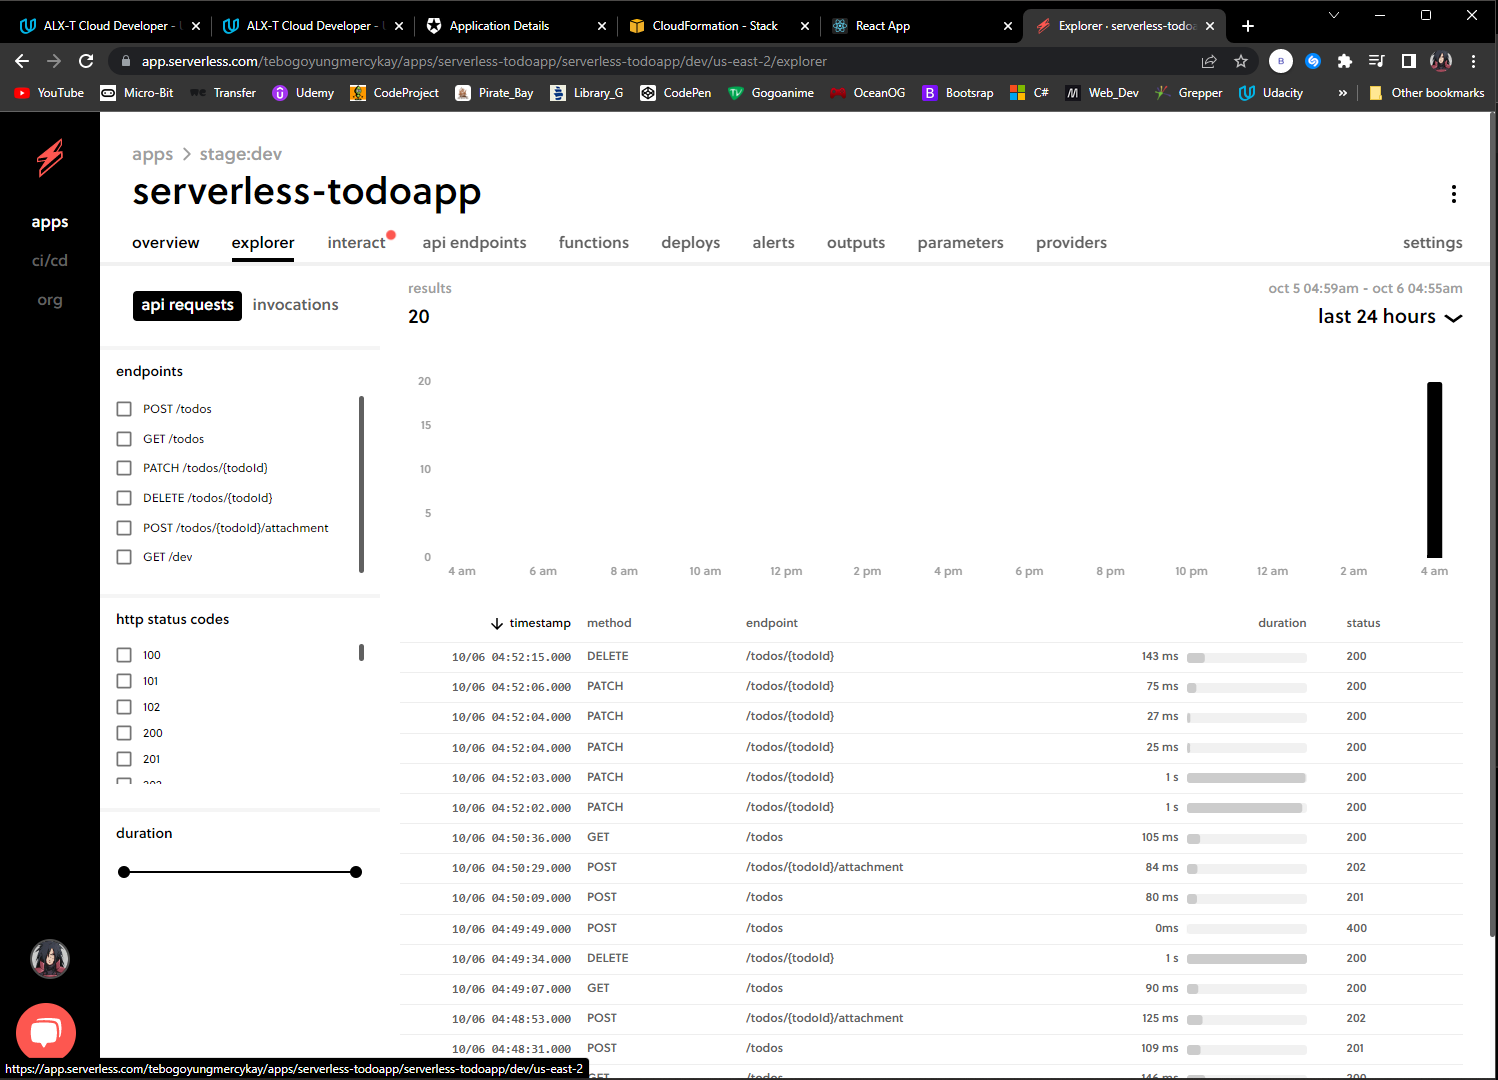 ALX-T Cloud Developer - ALX-T Cloud Developer - Application Details CloudFormation - Stack React App Explorer · serverless-todoa
app.serverless.com/tebogoyungmercykay/apps/serverless-todoapp/serverless-todoapp/dev/us-east-2/explorer B
YouTube Micro-Bit Transfer Udemy CodeProject Pirate_Bay Library_G CodePen Gogoanime OceanOG Bootsrap C# Web_Dev Grepper Udacity » Other bookmarks
apps > stage:dev
serverless-todoapp
apps
ci/cd
org
overview explorer interact api endpoints functions deploys alerts outputs parameters providers settings
api requests invocations
results
20
oct 5 04:59am - oct 6 04:55am
last 24 hours
endpoints
POST /todos
GET /todos
PATCH /todos/{todoId}
DELETE /todos/{todoId}
POST /todos/{todoId}/attachment
GET /dev
http status codes
100
101
102
200
201
202
duration
20
15
10
5
0
4 am 6 am 8 am 10 am 12 pm 2 pm 4 pm 6 pm 8 pm 10 pm 12 am 2 am 4 am
timestamp method endpoint duration status
10/06 04:52:15.000 DELETE /todos/{todoId} 143 ms 200
10/06 04:52:06.000 PATCH /todos/{todoId} 75 ms 200
10/06 04:52:04.000 PATCH /todos/{todoId} 27 ms 200
10/06 04:52:04.000 PATCH /todos/{todoId} 25 ms 200
10/06 04:52:03.000 PATCH /todos/{todoId} 1 s 200
10/06 04:52:02.000 PATCH /todos/{todoId} 1 s 200
10/06 04:50:36.000 GET /todos 105 ms 200
10/06 04:50:29.000 POST /todos/{todoId}/attachment 84 ms 202
10/06 04:50:09.000 POST /todos 80 ms 201
10/06 04:49:49.000 POST /todos 0ms 400
10/06 04:49:34.000 DELETE /todos/{todoId} 1 s 200
10/06 04:49:07.000 GET /todos 90 ms 200
10/06 04:48:53.000 POST /todos/{todoId}/attachment 125 ms 202
10/06 04:48:31.000 POST /todos 109 ms 201
GET /todos 146 ms 200
https://app.serverless.com/tebogoyungmercykay/apps/serverless-todoapp/serverless-todoapp/dev/us-east-2